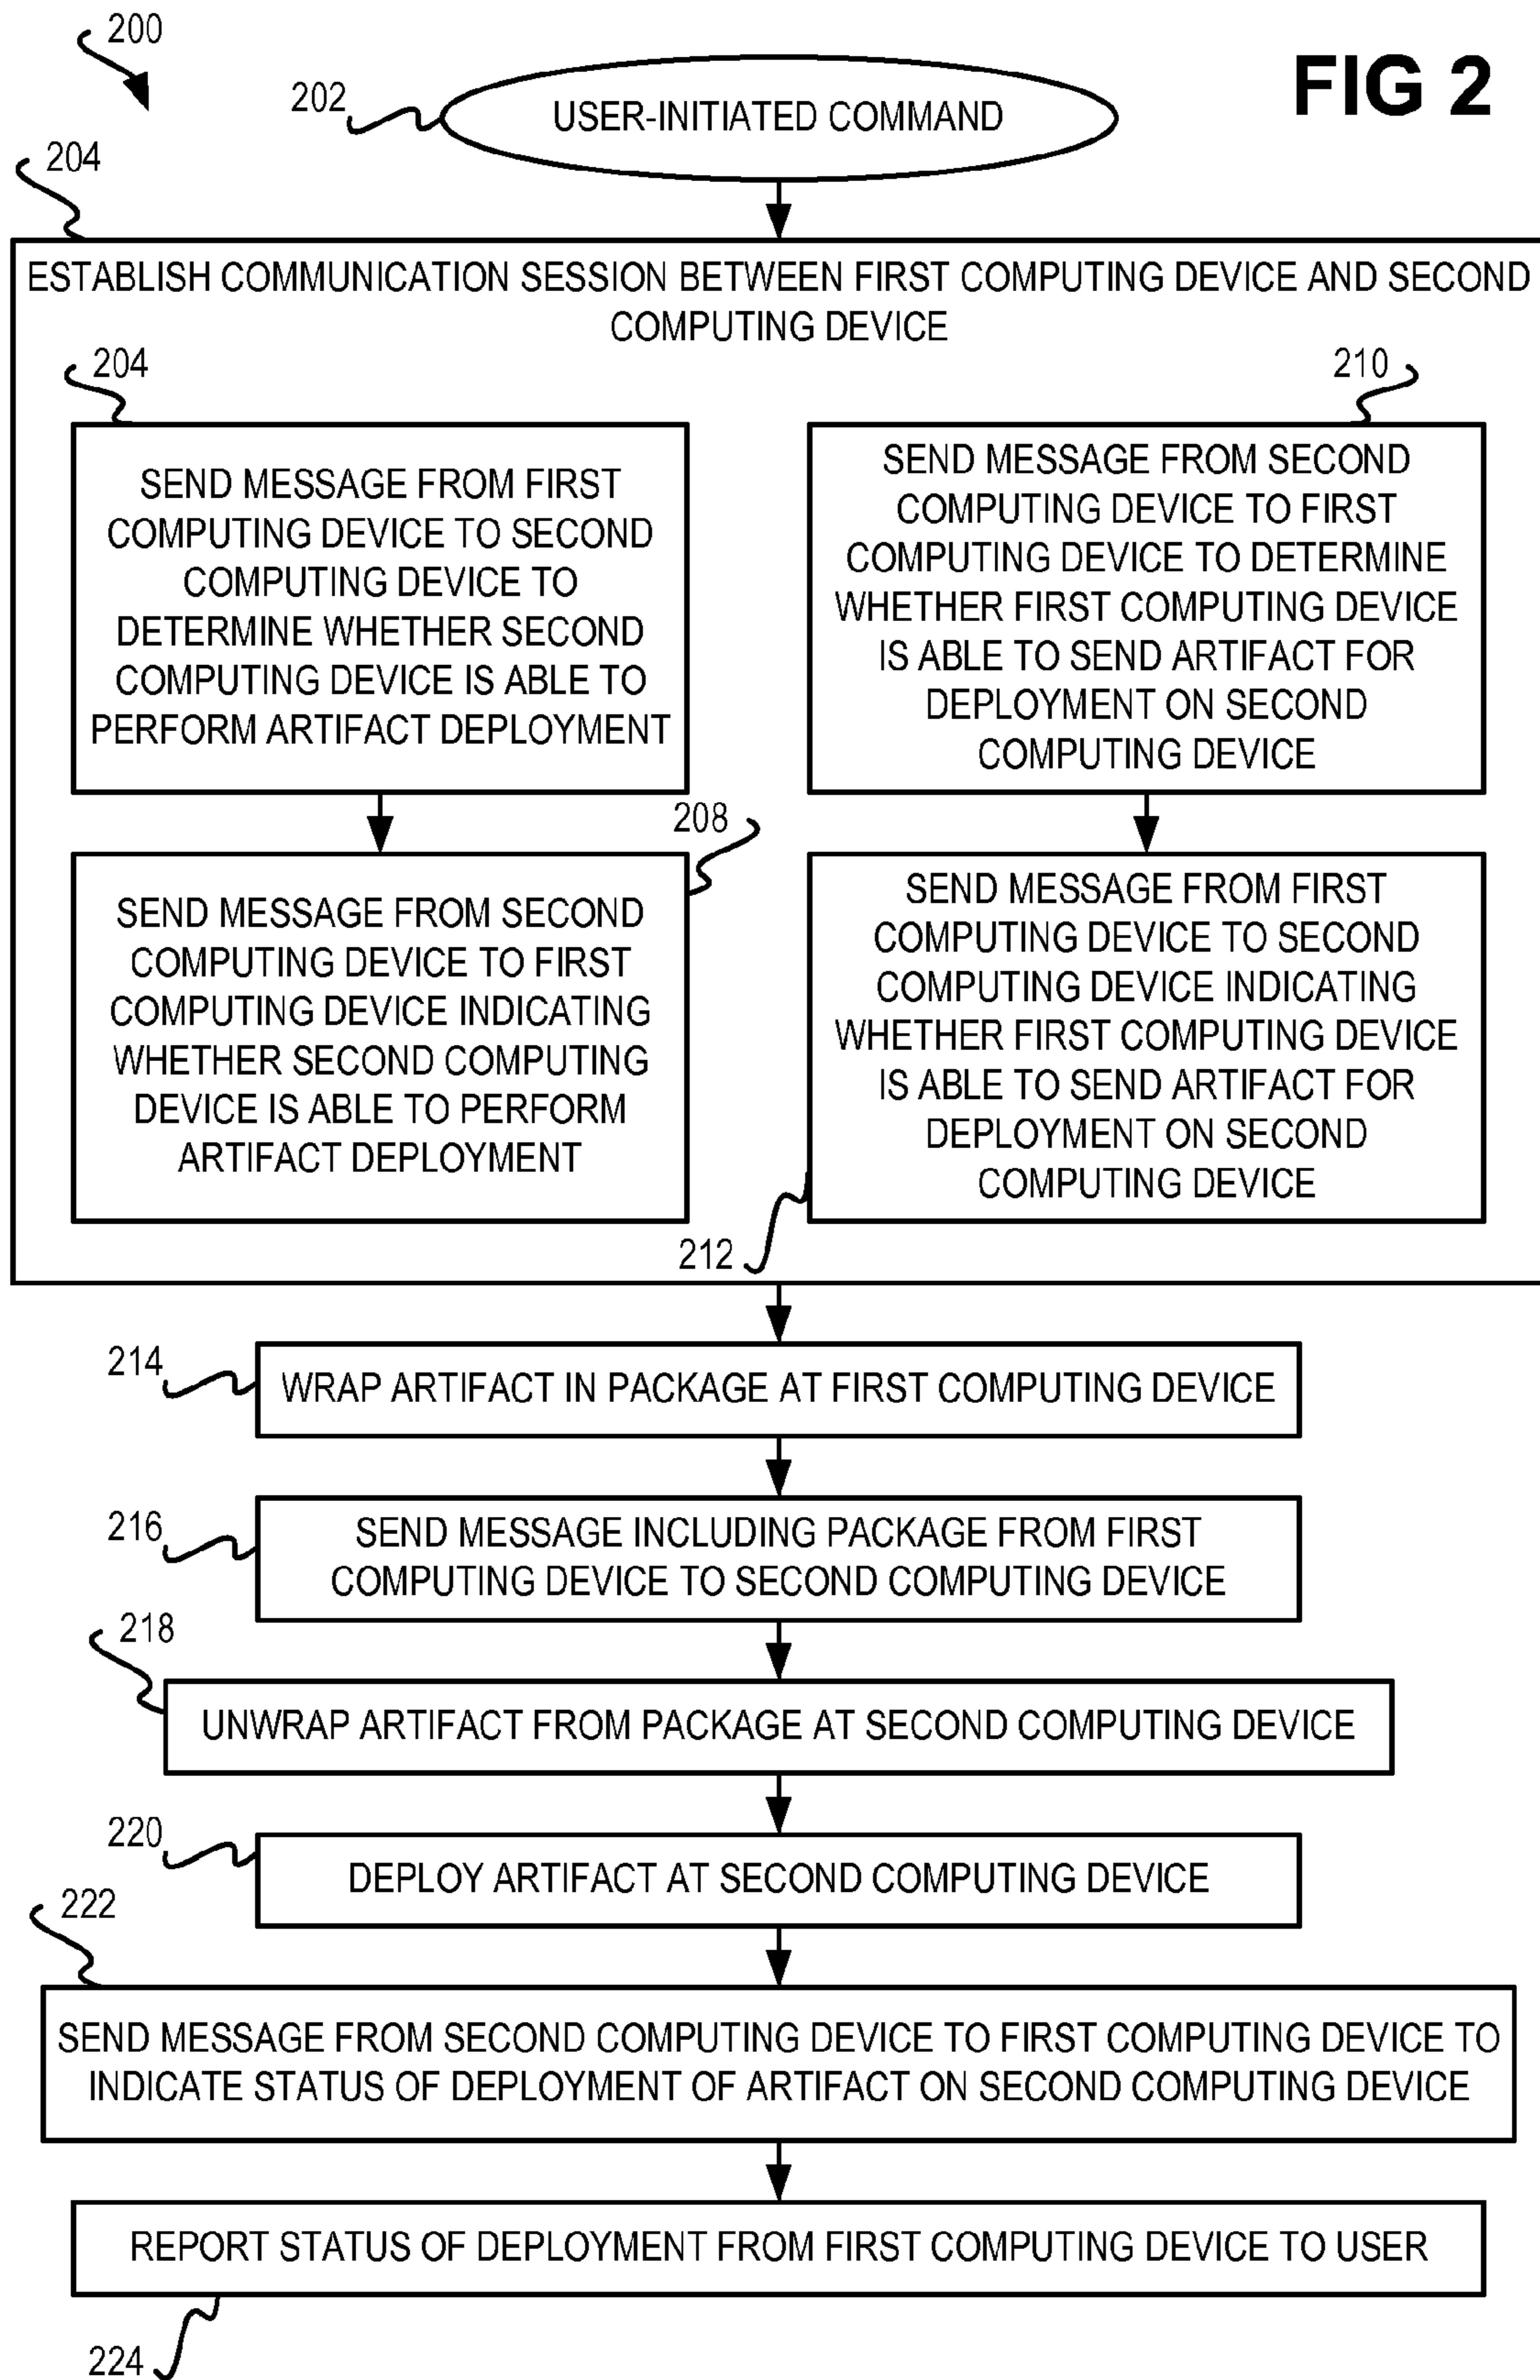 200
FIG 2
202
USER-INITIATED COMMAND
204
ESTABLISH COMMUNICATION SESSION BETWEEN FIRST COMPUTING DEVICE AND SECOND
COMPUTING DEVICE
204
SEND MESSAGE FROM FIRST
COMPUTING DEVICE TO SECOND
COMPUTING DEVICE TO
DETERMINE WHETHER SECOND
COMPUTING DEVICE IS ABLE TO
PERFORM ARTIFACT DEPLOYMENT
210
SEND MESSAGE FROM SECOND
COMPUTING DEVICE TO FIRST
COMPUTING DEVICE TO DETERMINE
WHETHER FIRST COMPUTING DEVICE
IS ABLE TO SEND ARTIFACT FOR
DEPLOYMENT ON SECOND
COMPUTING DEVICE
208
SEND MESSAGE FROM SECOND
COMPUTING DEVICE TO FIRST
COMPUTING DEVICE INDICATING
WHETHER SECOND COMPUTING
DEVICE IS ABLE TO PERFORM
ARTIFACT DEPLOYMENT
SEND MESSAGE FROM FIRST
COMPUTING DEVICE TO SECOND
COMPUTING DEVICE INDICATING
WHETHER FIRST COMPUTING DEVICE
IS ABLE TO SEND ARTIFACT FOR
DEPLOYMENT ON SECOND
COMPUTING DEVICE
212
214
WRAP ARTIFACT IN PACKAGE AT FIRST COMPUTING DEVICE
216
SEND MESSAGE INCLUDING PACKAGE FROM FIRST
COMPUTING DEVICE TO SECOND COMPUTING DEVICE
218
UNWRAP ARTIFACT FROM PACKAGE AT SECOND COMPUTING DEVICE
220
DEPLOY ARTIFACT AT SECOND COMPUTING DEVICE
222
SEND MESSAGE FROM SECOND COMPUTING DEVICE TO FIRST COMPUTING DEVICE TO
INDICATE STATUS OF DEPLOYMENT OF ARTIFACT ON SECOND COMPUTING DEVICE
REPORT STATUS OF DEPLOYMENT FROM FIRST COMPUTING DEVICE TO USER
224